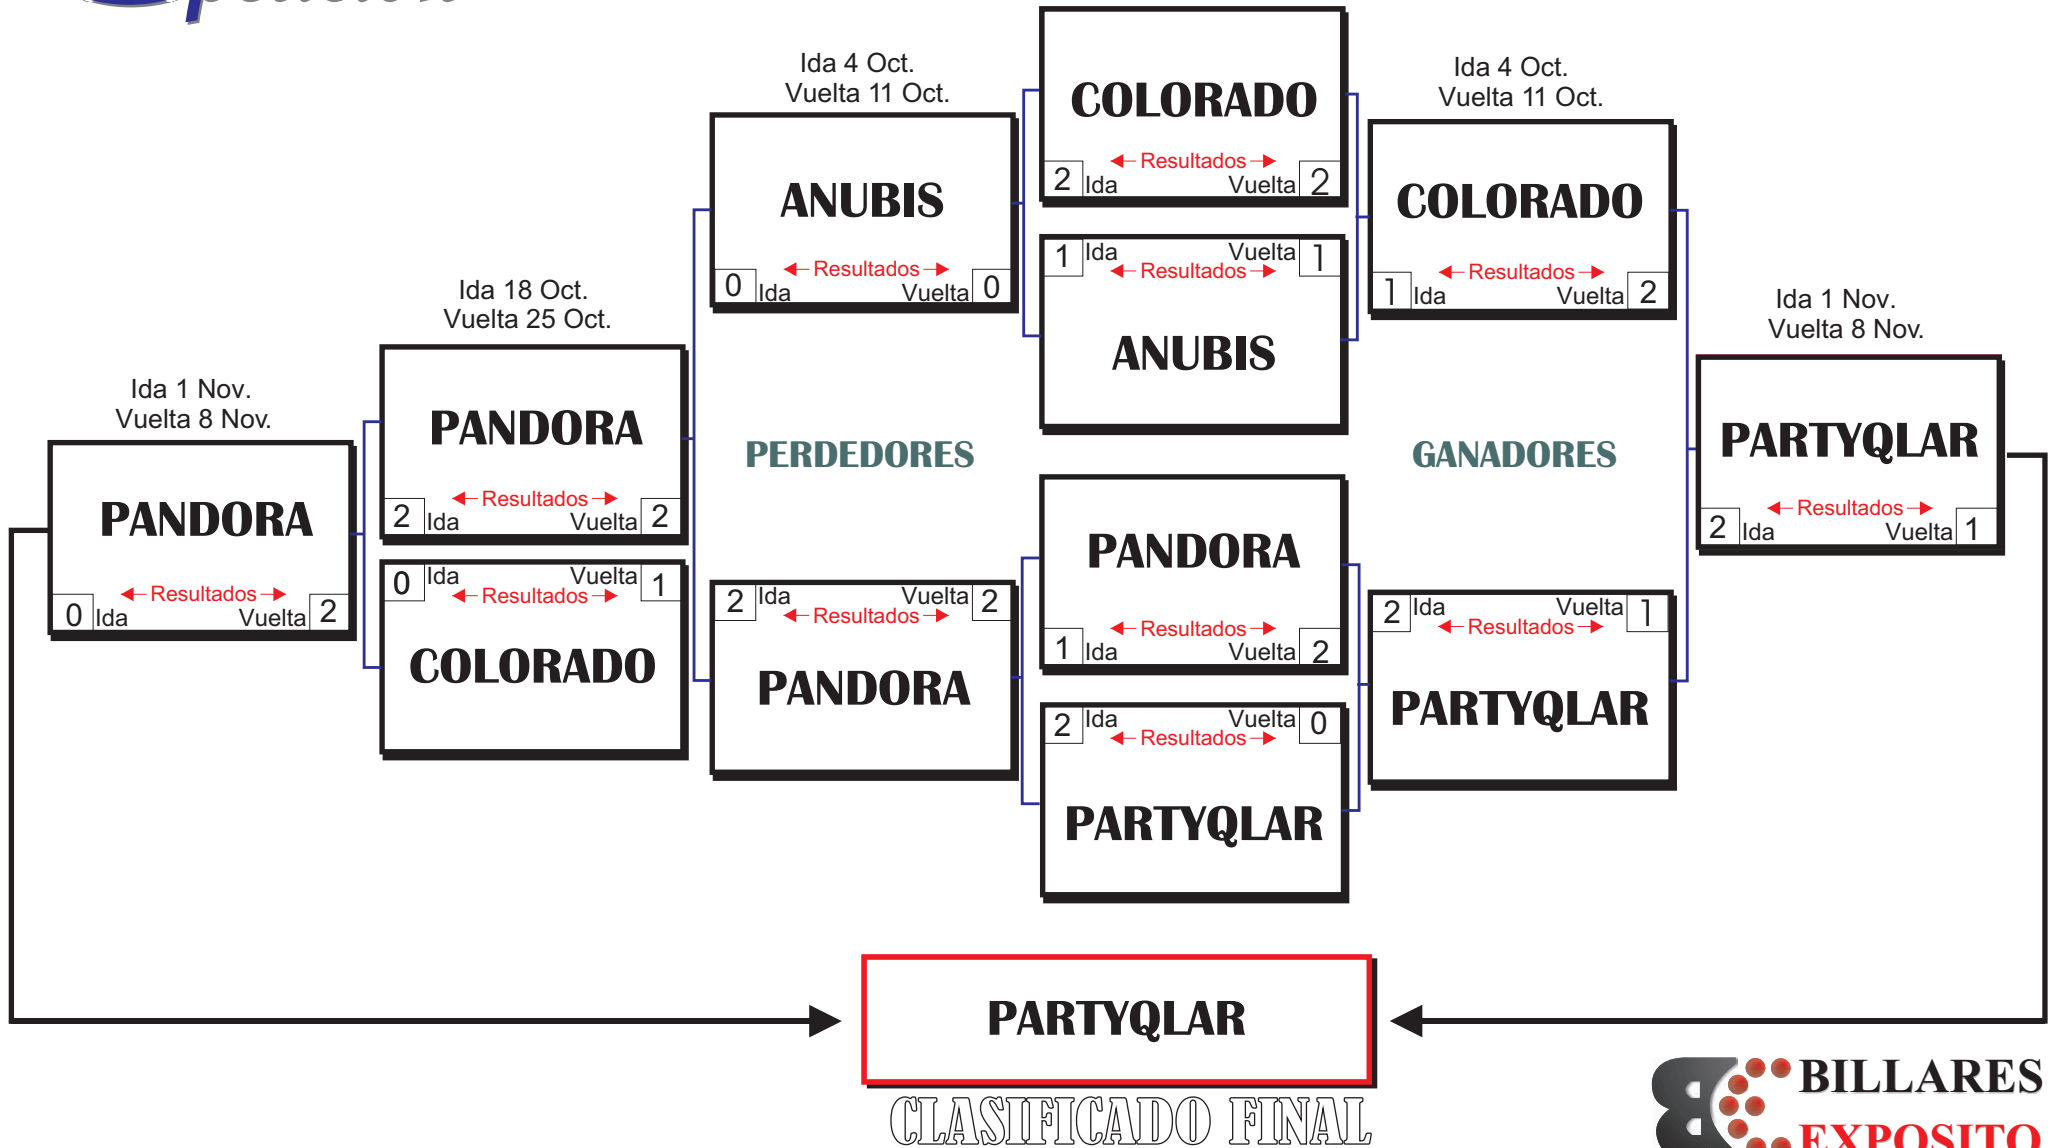 Ida 4 Oct.
Vuelta 11 Oct.
COLORADO
2 Ida Resultados Vuelta 2
Ida 4 Oct.
Vuelta 11 Oct.
ANUBIS
0 Ida Resultados Vuelta 0
1 Ida Resultados Vuelta 1
ANUBIS
COLORADO
1 Ida Resultados Vuelta 2
Ida 18 Oct.
Vuelta 25 Oct.
PANDORA
2 Ida Resultados Vuelta 2
Ida 1 Nov.
Vuelta 8 Nov.
PARTYQLAR
2 Ida Resultados Vuelta 1
Ida 1 Nov.
Vuelta 8 Nov.
PANDORA
0 Ida Resultados Vuelta 2
PERDEDORES
GANADORES
0 Ida Resultados Vuelta 1
COLORADO
2 Ida Resultados Vuelta 2
PANDORA
PANDORA
1 Ida Resultados Vuelta 2
2 Ida Resultados Vuelta 0
PARTYQLAR
2 Ida Resultados Vuelta 1
PARTYQLAR
PARTYQLAR
CLASIFICADO FINAL
BILLARES
EXPOSITO